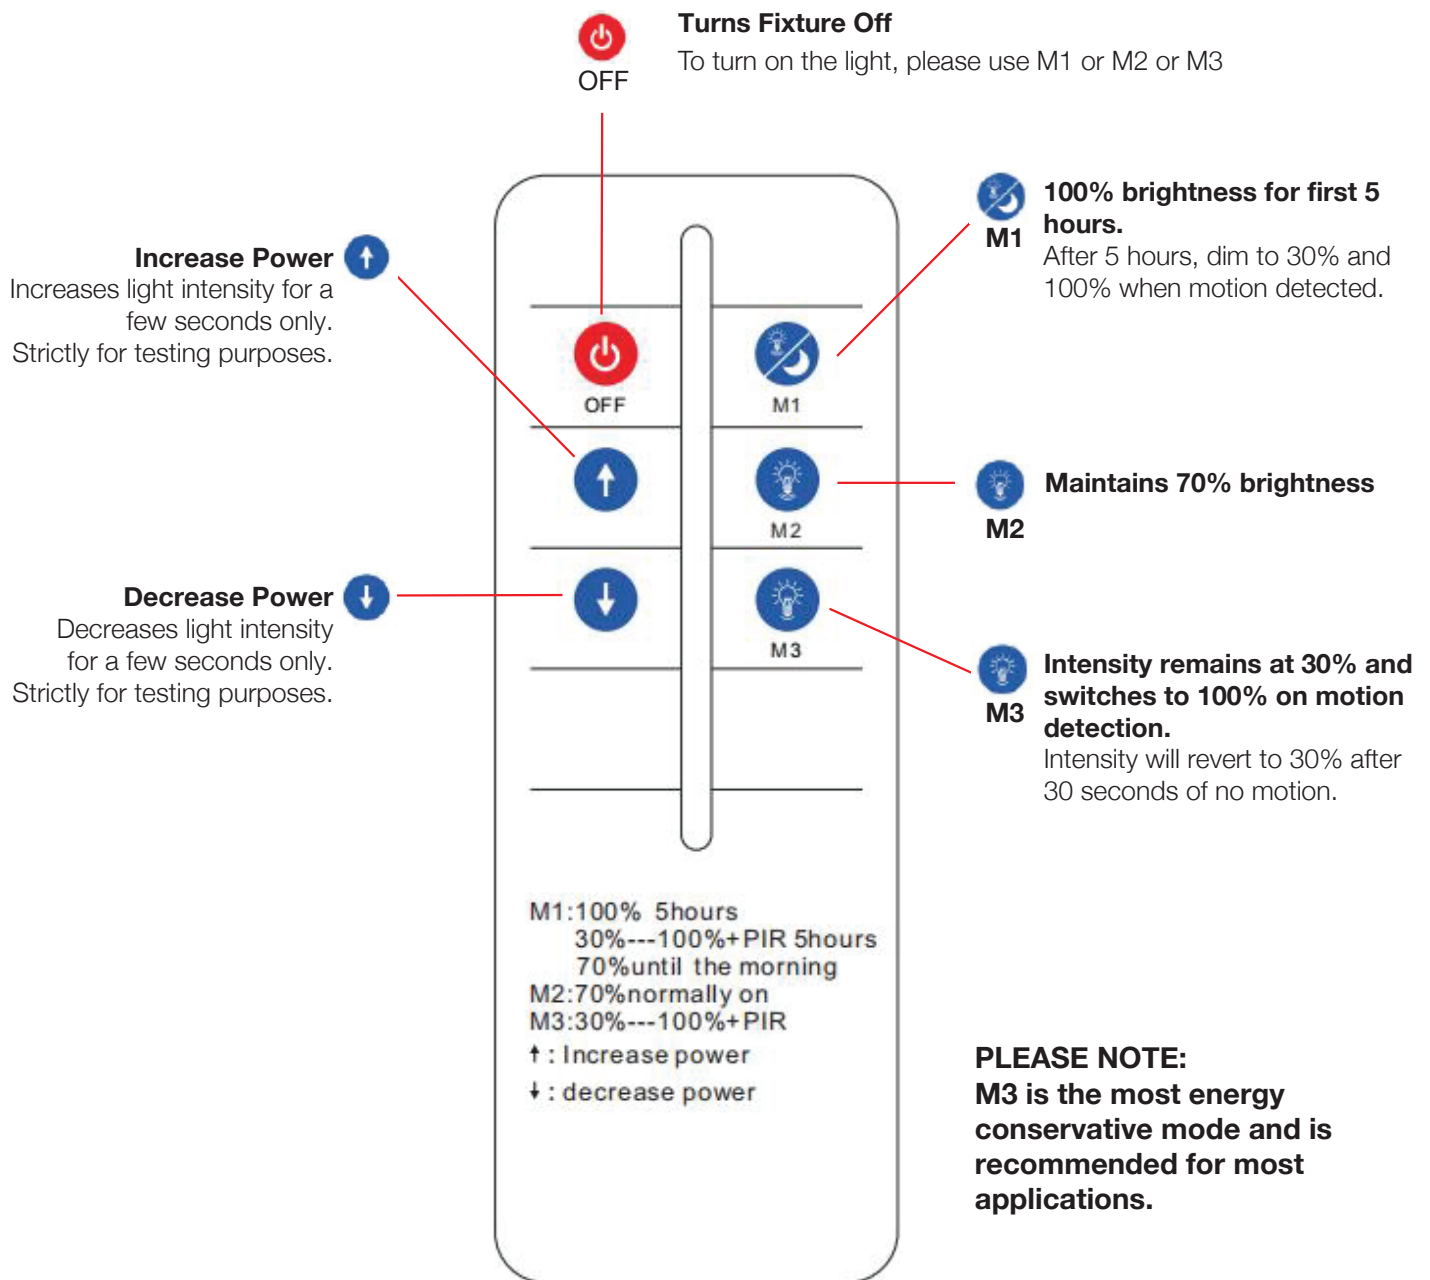 Turns Fixture Off
To turn on the light, please use M1 or M2 or M3
OFF
Increase Power
Increases light intensity for a
few seconds only.
Strictly for testing purposes.
Decrease Power
Decreases light intensity
for a few seconds only.
Strictly for testing purposes.
OFF
M1
M2
M3
M1:100% 5hours
30%---100%+PIR 5hours
70%until the morning
M2:70%normally on
M3:30%---100%+PIR
↑: Increase power
↓: decrease power
M1
100% brightness for first 5
hours.
After 5 hours, dim to 30% and
100% when motion detected.
M2
Maintains 70% brightness
M3
Intensity remains at 30% and
switches to 100% on motion
detection.
Intensity will revert to 30% after
30 seconds of no motion.
PLEASE NOTE:
M3 is the most energy
conservative mode and is
recommended for most
applications.